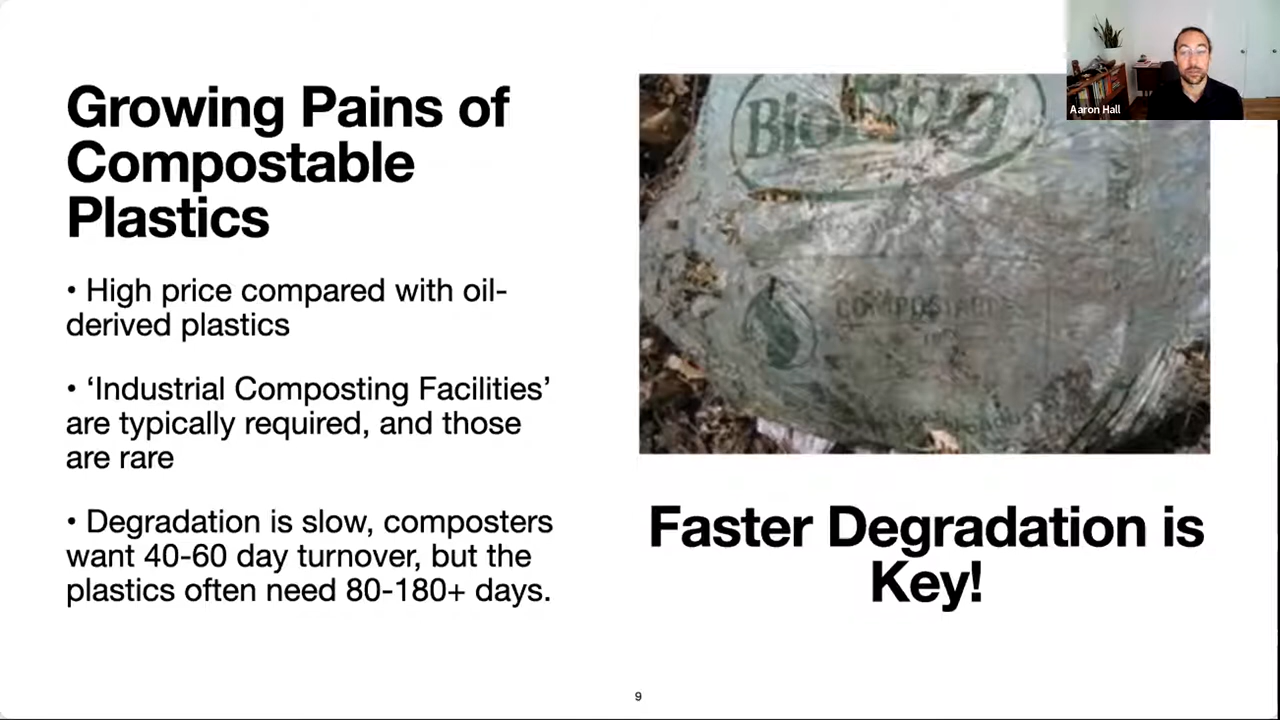 Growing Pains of
Compostable
Plastics
• High price compared with oil-
derived plastics
• ‘Industrial Composting Facilities’
are typically required, and those
are rare
• Degradation is slow, composters
want 40-60 day turnover, but the
plastics often need 80-180+ days.
Aaron Hall
BioBag
COMPOSTABLE
Faster Degradation is
Key!
9